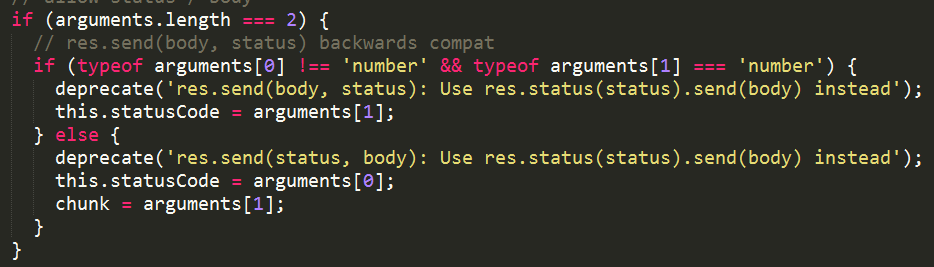 // allow status / body
if (arguments.length === 2) {
// res.send(body, status) backwards compat
if (typeof arguments[0] !== 'number' && typeof arguments[1] === 'number') {
deprecate('res.send(body, status): Use res.status(status).send(body) instead');
this.statusCode = arguments[1];
} else {
deprecate('res.send(status, body): Use res.status(status).send(body) instead');
this.statusCode = arguments[0];
chunk = arguments[1];
}
}